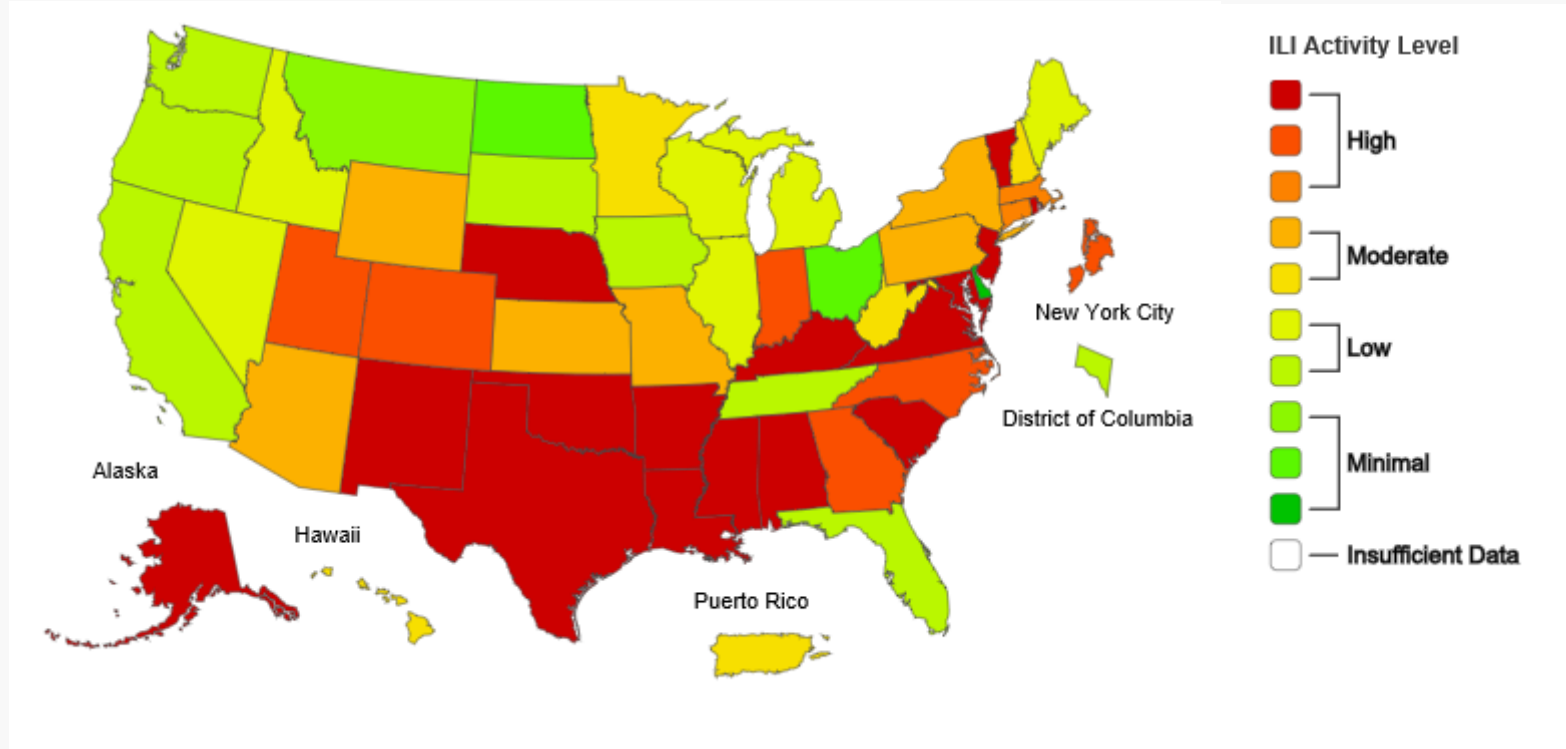 ILI Activity Level
High
Moderate
Low
Minimal
Insufficient Data
New York City
District of Columbia
Alaska
Hawaii
Puerto Rico